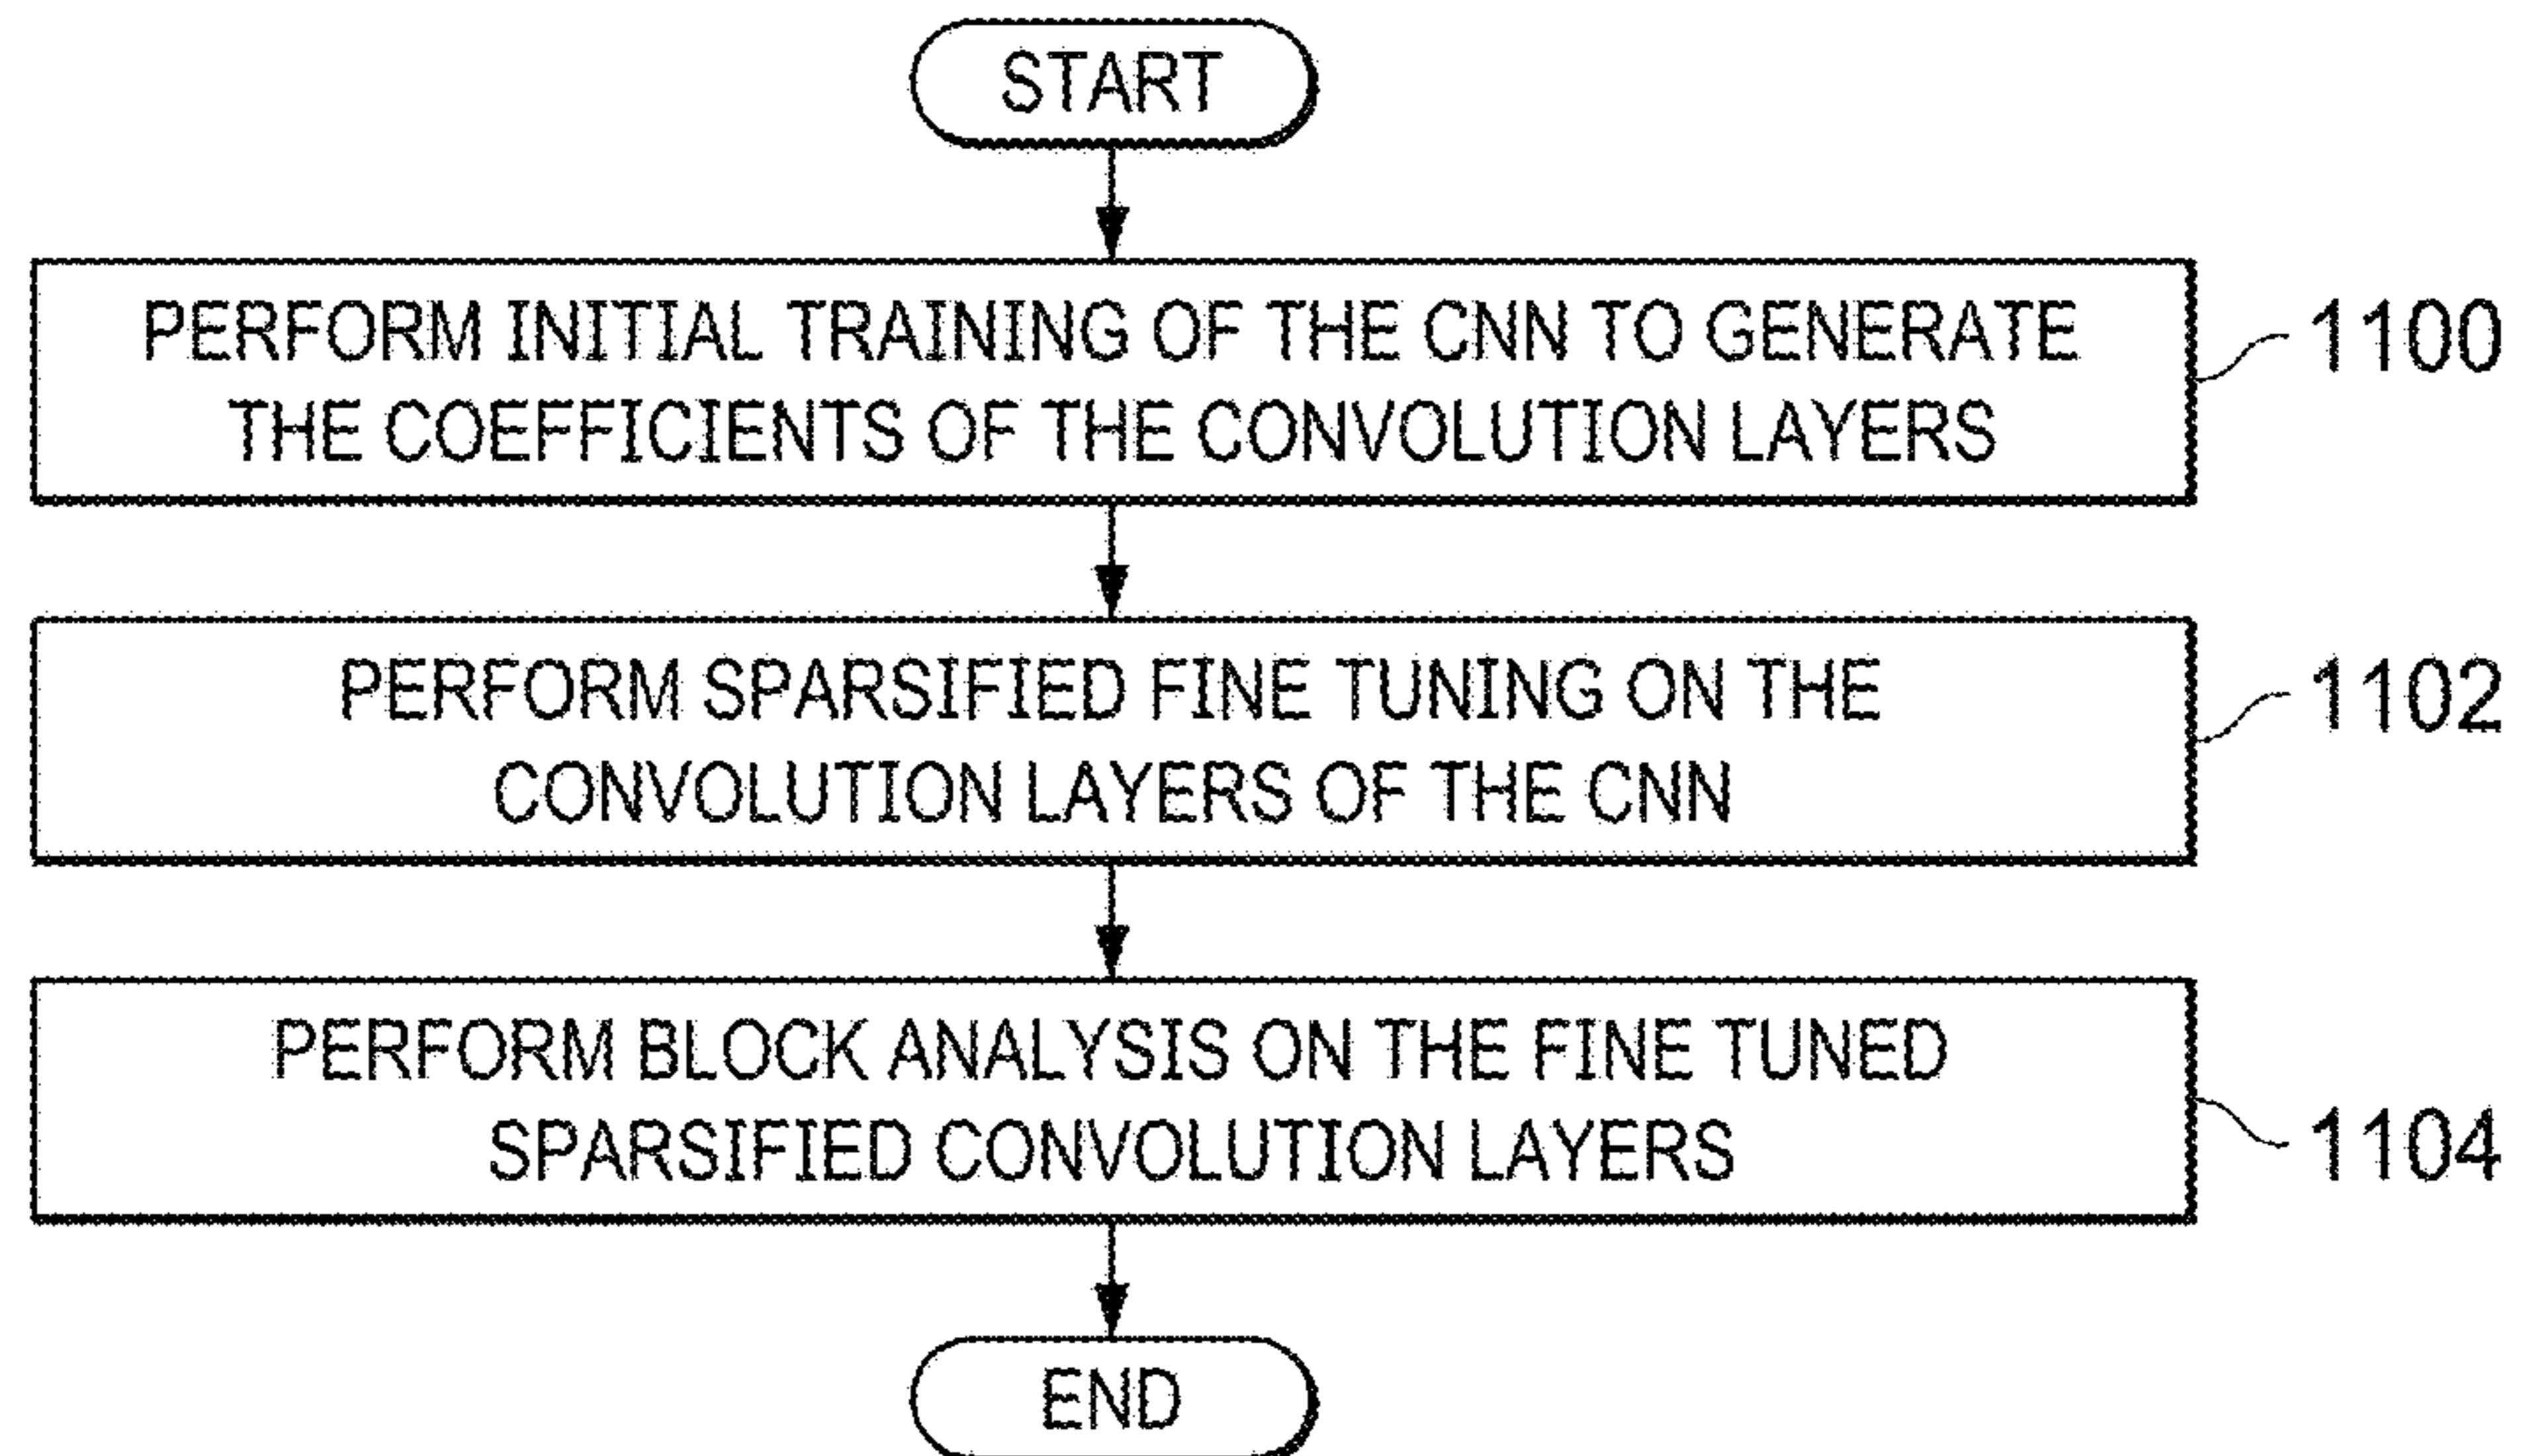 START
PERFORM INITIAL TRAINING OF THE CNN TO GENERATE
THE COEFFICIENTS OF THE CONVOLUTION LAYERS
1100
PERFORM SPARSIFIED FINE TUNING ON THE
CONVOLUTION LAYERS OF THE CNN
1102
PERFORM BLOCK ANALYSIS ON THE FINE TUNED
SPARSIFIED CONVOLUTION LAYERS
1104
END